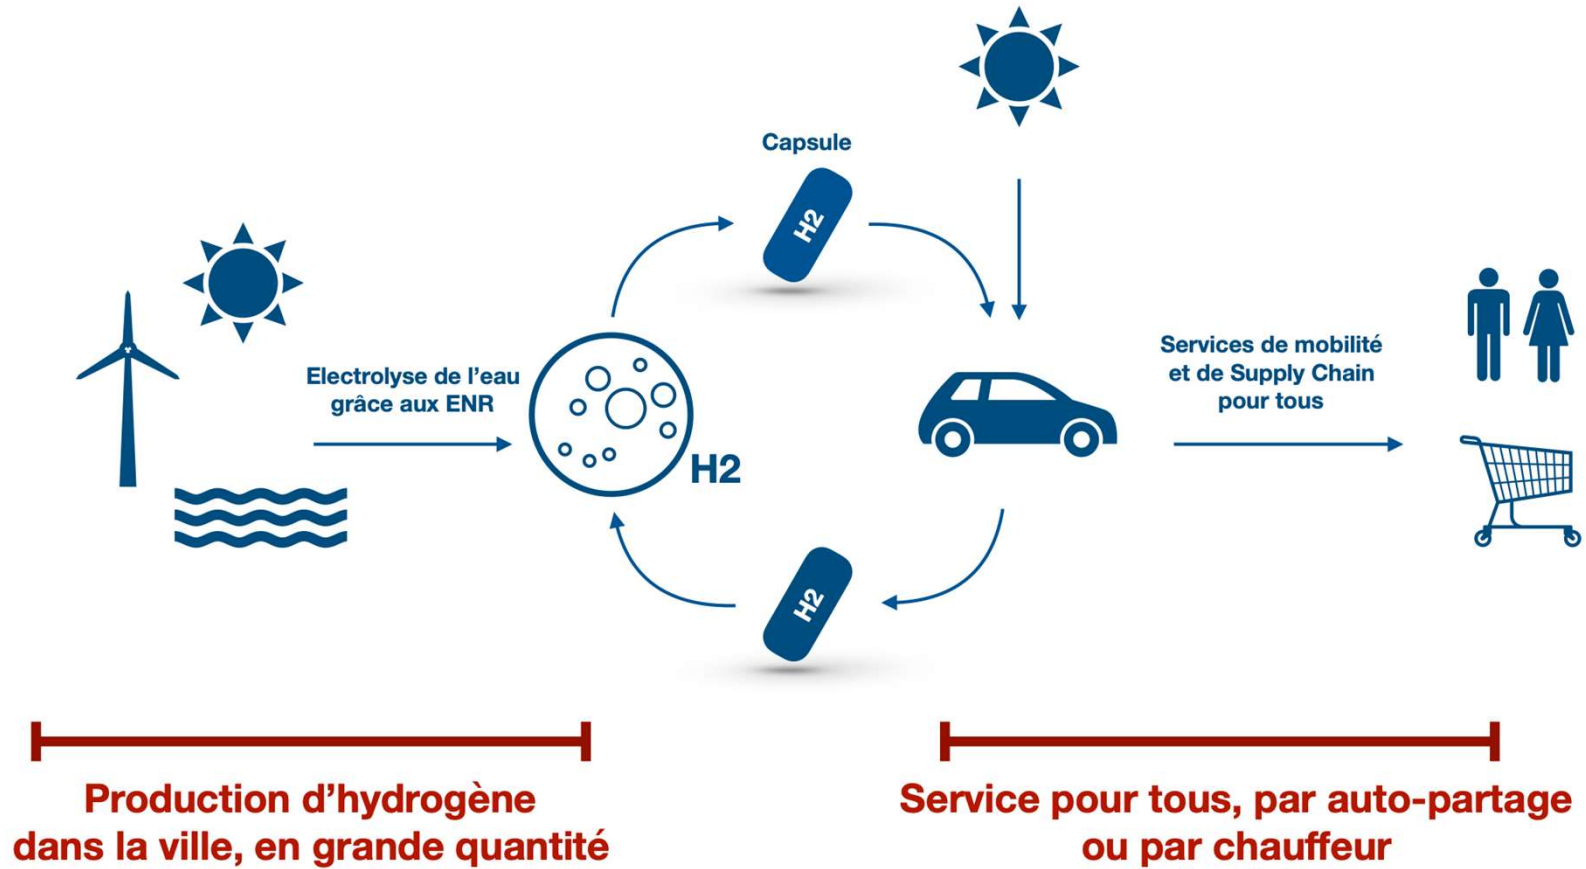 Capsule
H2
Electrolyse de l'eau
grâce aux ENR
H2
Services de mobilité
et de Supply Chain
pour tous
H2
Production d'hydrogène
dans la ville, en grande quantité
Service pour tous, par auto-partage
ou par chauffeur